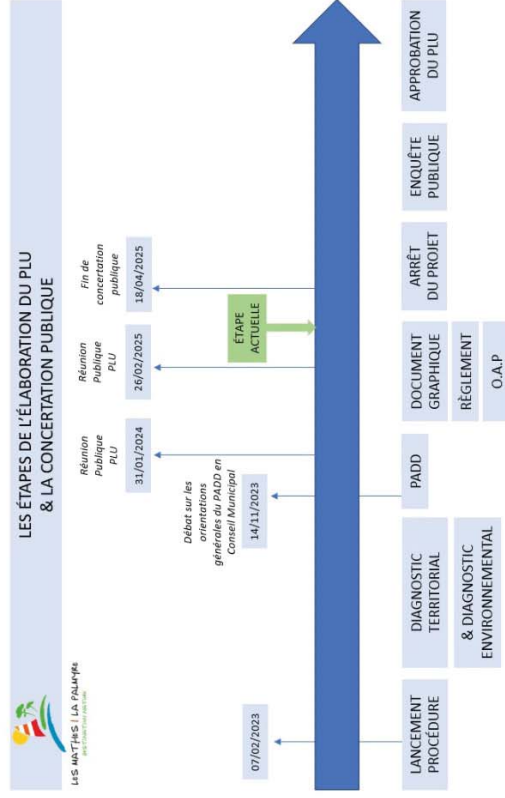 LES ÉTAPES DE L'ÉLABORATION DU PLU
& LA CONCERTATION PUBLIQUE
LES MATHES | LA PALMYRE
07/02/2023
Débat sur les
orientations
générales du PADD en
Conseil Municipal
14/11/2023
Réunion
Publique
PLU
31/01/2024
Réunion
Publique
PLU
26/02/2025
Fin de
concertation
publique
18/04/2025
ÉTAPE
ACTUELLE
LANCEMENT
PROCÉDURE
DIAGNOSTIC
TERRITORIAL
& DIAGNOSTIC
ENVIRONNEMENTAL
PADD
DOCUMENT
GRAPHIQUE
RÈGLEMENT
O.A.P
ARRÊT
DU PROJET
ENQUÊTE
PUBLIQUE
APPROBATION
DU PLU